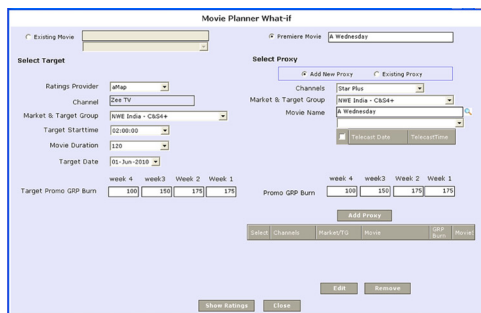 Movie Planner What-if
Existing Movie
Premiere Movie A Wednesday
Select Target
Select Proxy
Add New Proxy Existing Proxy
Ratings Provider aMap
Channels Star Plus
Channel Zee TV
Market & Target Group NWE India - C&S4+
Market & Target Group NWE India - C&S4+
Movie Name A Wednesday
Target Starttime 02:00:00
Movie Duration 120
Telecast Date TelecastTime
Target Date 01-Jun-2010
week 4 week3 Week 2 Week 1
week 4 week3 Week 2 Week 1
Target Promo GRP Burn 100 150 175 175
Promo GRP Burn 100 150 175 175
Add Proxy
Select Channels Market/TG Movie GRP Burn MovieS
Edit Remove
Show Ratings Close